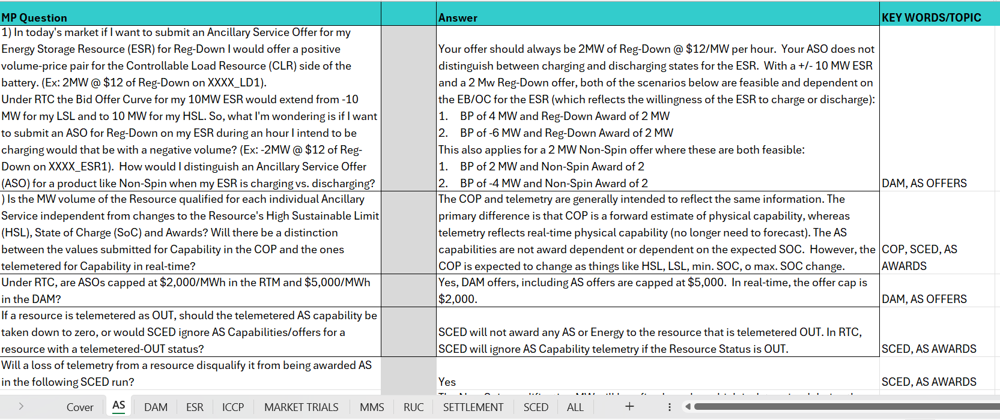 MP Question
Answer
KEY WORDS/TOPIC
1) In today's market if I want to submit an Ancillary Service Offer for my
Energy Storage Resource (ESR) for Reg-Down I would offer a positive
volume-price pair for the Controllable Load Resource (CLR) side of the
battery. (Ex: 2MW @ $12 of Reg-Down on XXXX_LD1).
Under RTC the Bid Offer Curve for my 10MW ESR would extend from -10
MW for my LSL and to 10 MW for my HSL. So, what I'm wondering is if I want
to submit an ASO for Reg-Down on my ESR during an hour I intend to be
charging would that be with a negative volume? (Ex: -2MW @ $12 of Reg-
Down on XXXX_ESR1).  How would I distinguish an Ancillary Service Offer
(ASO) for a product like Non-Spin when my ESR is charging vs. discharging?
Your offer should always be 2MW of Reg-Down @ $12/MW per hour.  Your ASO does not
distinguish between charging and discharging states for the ESR.  With a +/- 10 MW ESR
and a 2 Mw Reg-Down offer, both of the scenarios below are feasible and dependent on
the EB/OC for the ESR (which reflects the willingness of the ESR to charge or discharge):
1.    BP of 4 MW and Reg-Down Award of 2 MW
2.    BP of -6 MW and Reg-Down Award of 2 MW
This also applies for a 2 MW Non-Spin offer where these are both feasible:
1.    BP of 2 MW and Non-Spin Award of 2
2.    BP of -4 MW and Non-Spin Award of 2
DAM, AS OFFERS
) Is the MW volume of the Resource qualified for each individual Ancillary
Service independent from changes to the Resource's High Sustainable Limit
(HSL), State of Charge (SoC) and Awards? Will there be a distinction
between the values submitted for Capability in the COP and the ones
telemetered for Capability in real-time?
The COP and telemetry are generally intended to reflect the same information. The
primary difference is that COP is a forward estimate of physical capability, whereas
telemetry reflects real-time physical capability (no longer need to forecast). The AS
capabilities are not award dependent or dependent on the expected SOC.  However, the
COP is expected to change as things like HSL, LSL, min. SOC, o max. SOC change.
COP, SCED, AS
AWARDS
Under RTC, are ASOs capped at $2,000/MWh in the RTM and $5,000/MWh
in the DAM?
Yes, DAM offers, including AS offers are capped at $5,000.  In real-time, the offer cap is
$2,000.
DAM, AS OFFERS
If a resource is telemetered as OUT, should the telemetered AS capability be
taken down to zero, or would SCED ignore AS Capabilities/offers for a
resource with a telemetered-OUT status?
SCED will not award any AS or Energy to the resource that is telemetered OUT. In RTC,
SCED will ignore AS Capability telemetry if the Resource Status is OUT.
SCED, AS AWARDS
Will a loss of telemetry from a resource disqualify it from being awarded AS
in the following SCED run?
Yes
SCED, AS AWARDS
Cover
AS
DAM
ESR
ICCP
MARKET TRIALS
MMS
RUC
SETTLEMENT
SCED
ALL